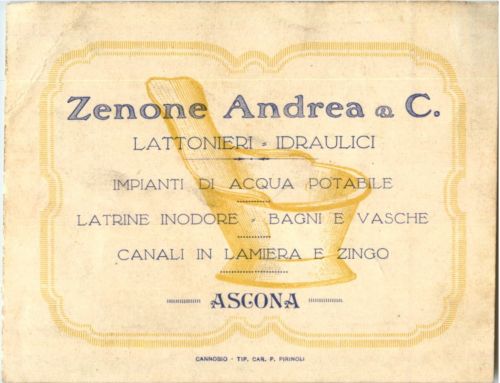 Zenone Andrea & C.
LATTONIERI - IDRAULICI
IMPIANTI DI ACQUA POTABILE
LATRINE INODORE - BAGNI E VASCHE
CANALI IN LAMIERA E ZINGO
ASCONA
CANNOBIO - TIP. CAR. P. PIRINOLI